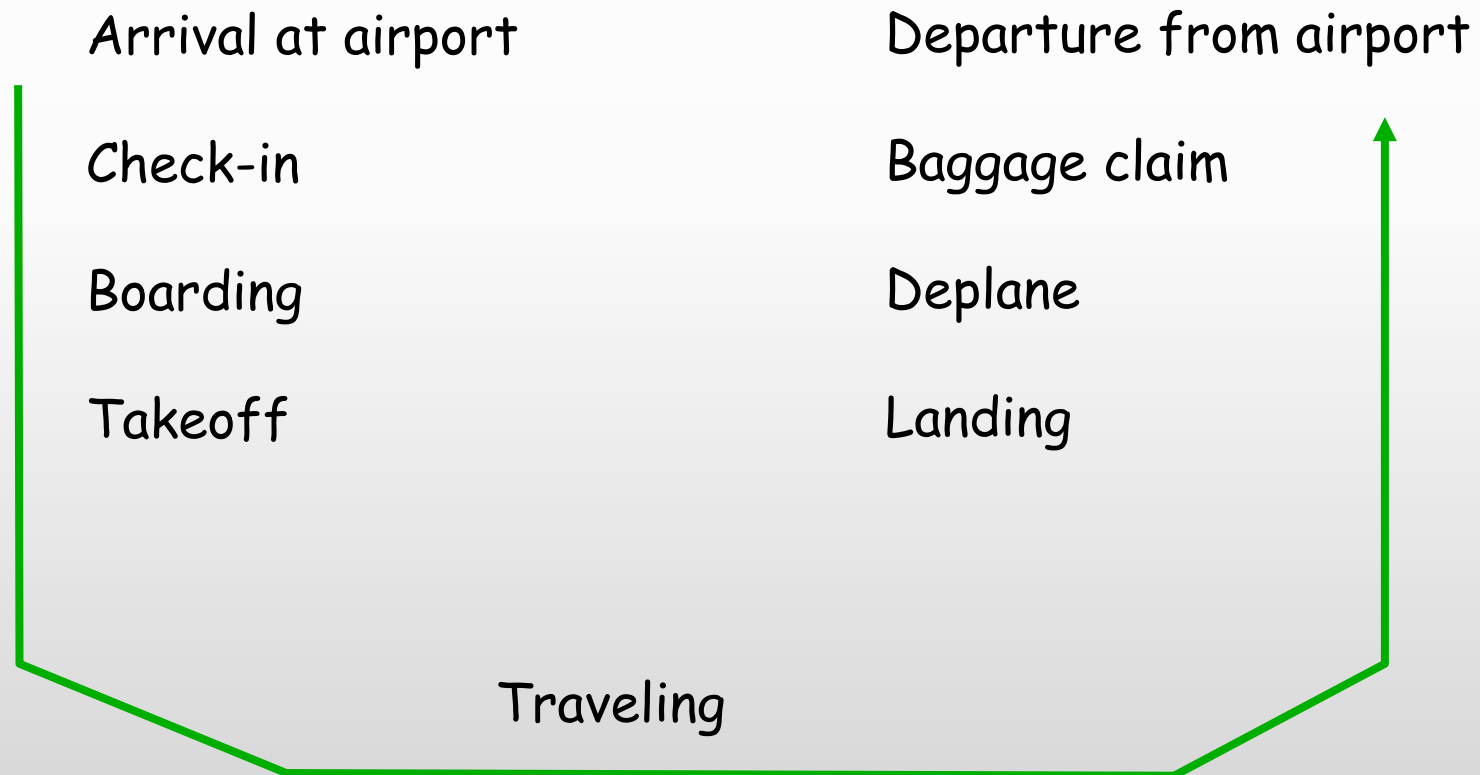 Arrival at airport
Check-in
Boarding
Takeoff
Traveling
Landing
Deplane
Baggage claim
Departure from airport